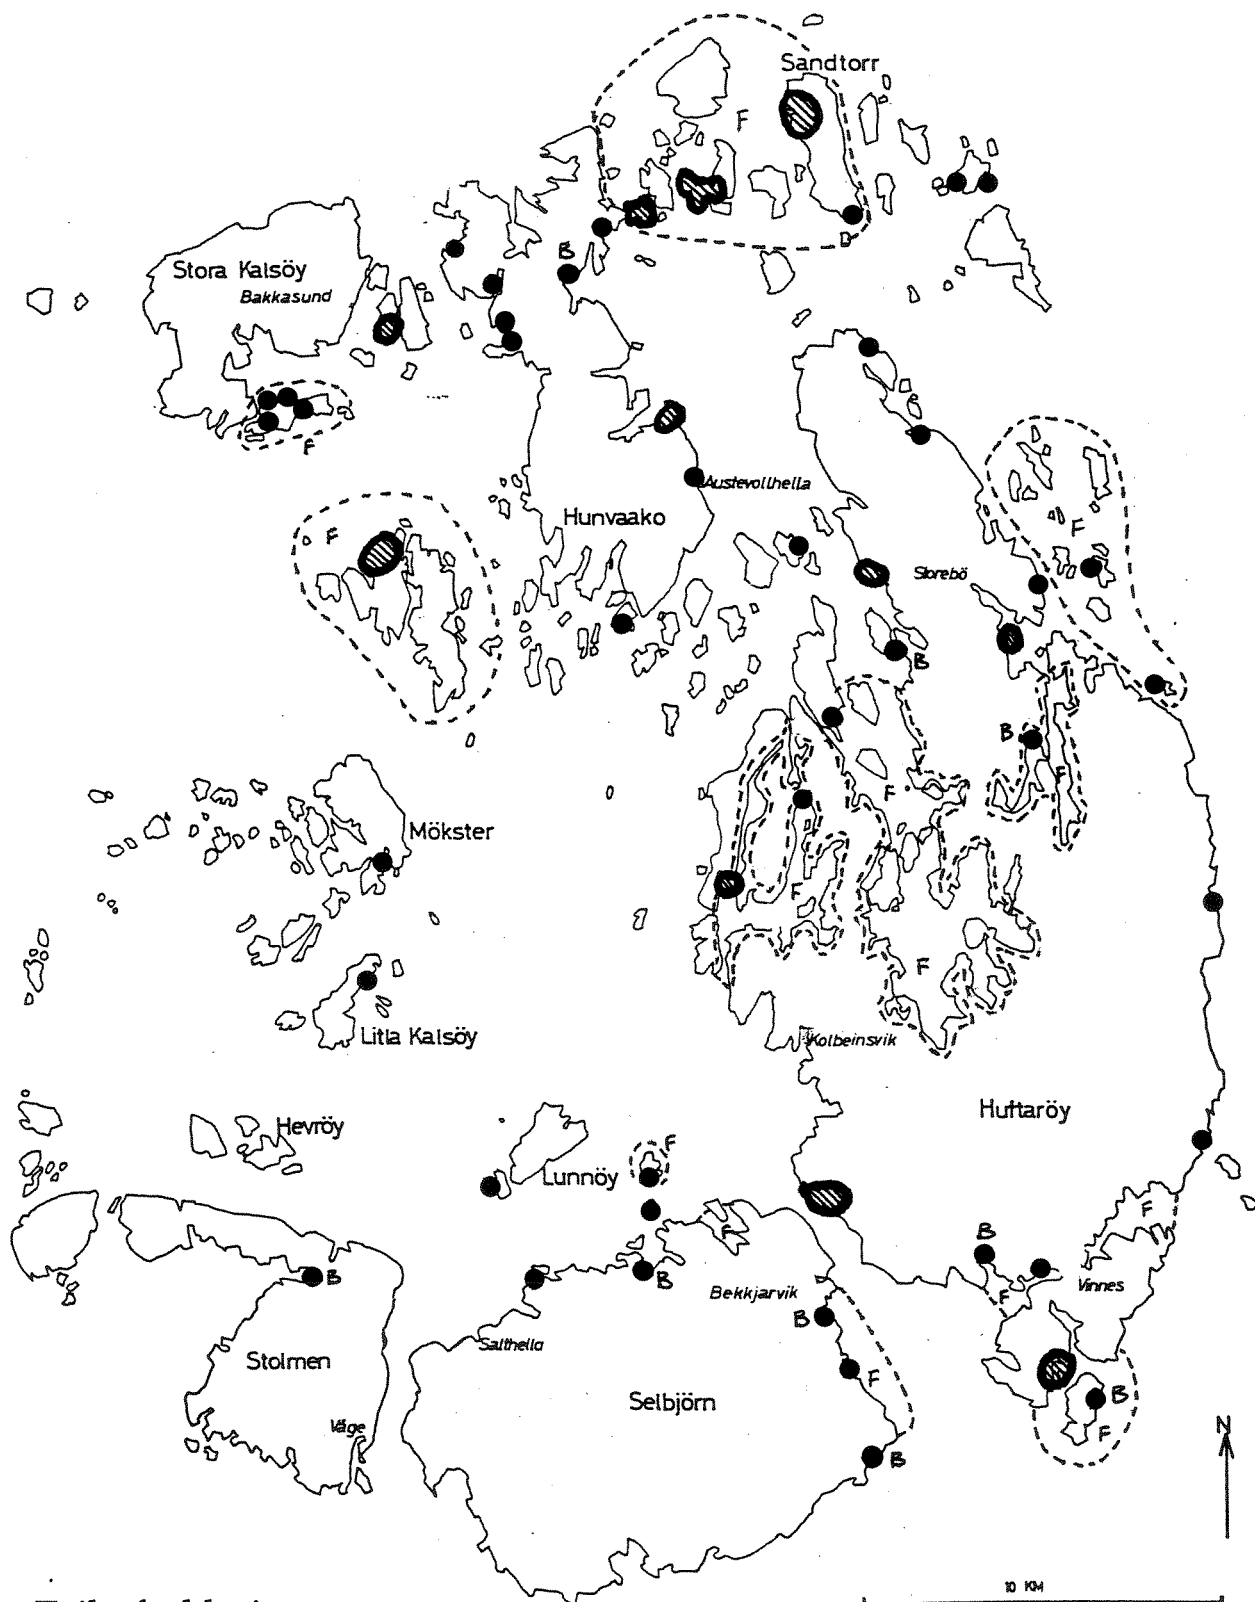 Sandtorr
F
B
Stora Kalsöy
Bakkasund
F
Austevollhella
Hunvaako
F
F
Storebö
B
B
F
F
Mökster
F
F
Litla Kalsöy
Kolbeinsvik
Huftaröy
Hevröy
F
Lunnöy
F
B
F
Vinnes
B
B
Bekkjarvik
B
Salthella
Stolmen
F
Selbjörn
B
F
Våge
N
B
10 KM